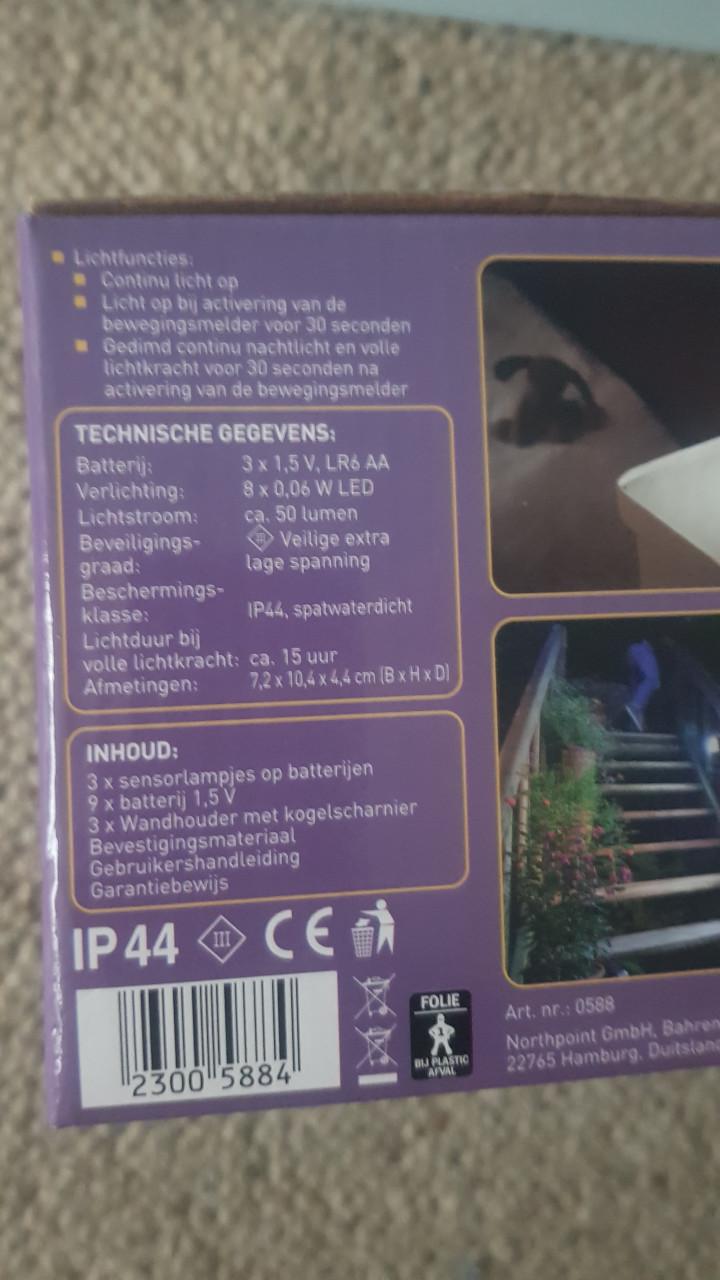 Lichtfuncties:
Continu licht op
Licht op bij activering van de
bewegingsmelder voor 30 seconden
Gedimd continu nachtlicht en volle
lichtkracht voor 30 seconden na
activering van de bewegingsmelder
TECHNISCHE GEGEVENS:
Batterij: 3 x 1,5 V, LR6 AA
Verlichting: 8 x 0,06 W LED
Lichtstroom: ca. 50 lumen
Beveiligings- III Veilige extra
graad: lage spanning
Beschermings-
klasse: IP44, spatwaterdicht
Lichtduur bij
volle lichtkracht: ca. 15 uur
Afmetingen: 7,2 x 10,4 x 4,4 cm (B x H x D)
INHOUD:
3 x sensorlampjes op batterijen
9 x batterij 1,5 V
3 x Wandhouder met kogelscharnier
Bevestigingsmateriaal
Gebruikershandleiding
Garantiebewijs
IP44 III CE
2300 5884
FOLIE
1
BIJ PLASTIC
AFVAL
Art. nr.: 0588
Northpoint GmbH,
22765 Hamburg,